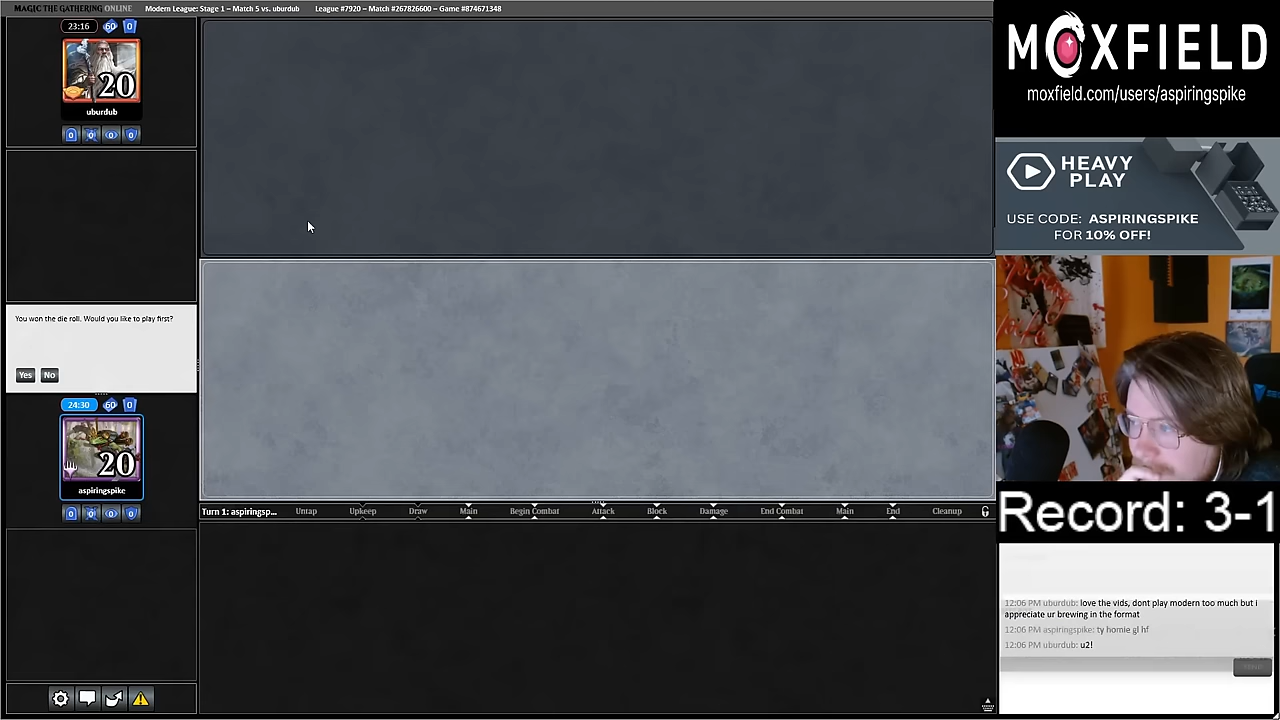 MAGIC THE GATHERING ONLINE Modern League: Stage 1 – Match 5 vs. uburdub League #7920 – Match #267826600 – Game #874671348
23:16 60 0
20
uburdub
0 0 0 0
You won the die roll. Would you like to play first?
Yes No
24:30 60 0
20
aspiringspike
0 0 0 0
Turn 1: aspiringsp... Untap Upkeep Draw Main Begin Combat Attack Block Damage End Combat Main End Cleanup
MOXFIELD
moxfield.com/users/aspiringspike
HEAVY
PLAY
USE CODE: ASPIRINGSPIKE
FOR 10% OFF!
Record: 3-1
12:06 PM uburdub: love the vids, dont play modern too much but i
appreciate ur brewing in the format
12:06 PM aspiringspike: ty homie gl hf
12:06 PM uburdub: u2!